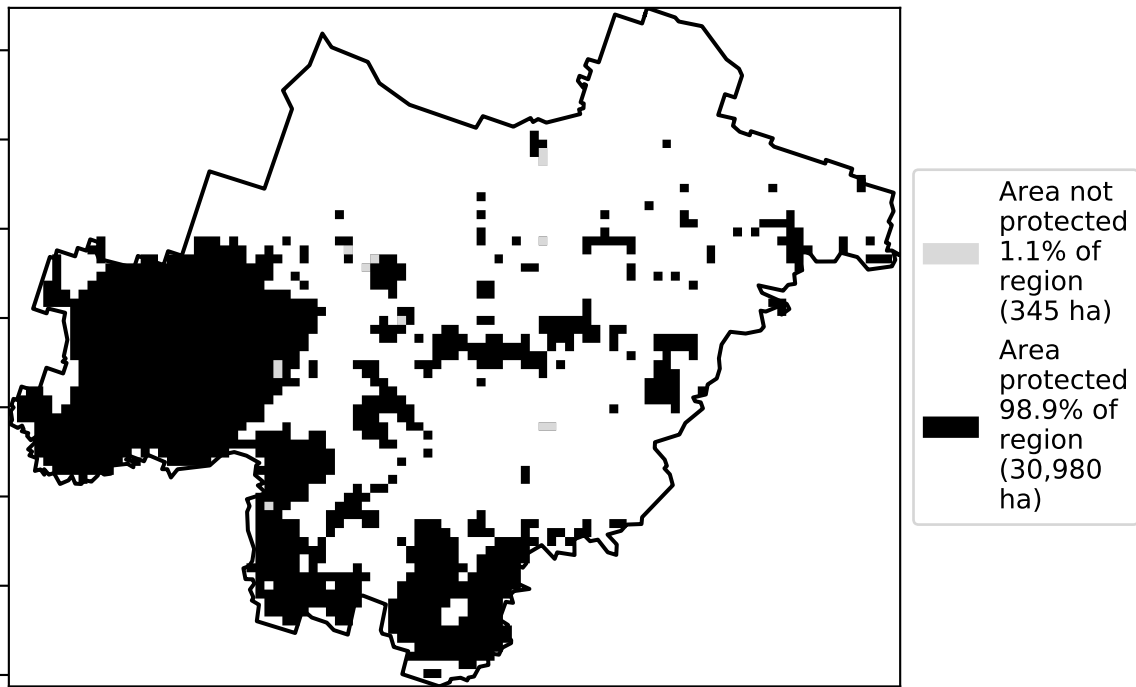 Area not
protected
1.1% of
region
(345 ha)
Area
protected
98.9% of
region
(30,980
ha)